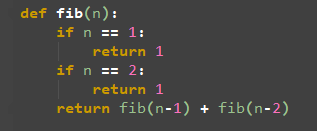 def fib(n):
    if n == 1:
        return 1
    if n == 2:
        return 1
    return fib(n-1) + fib(n-2)